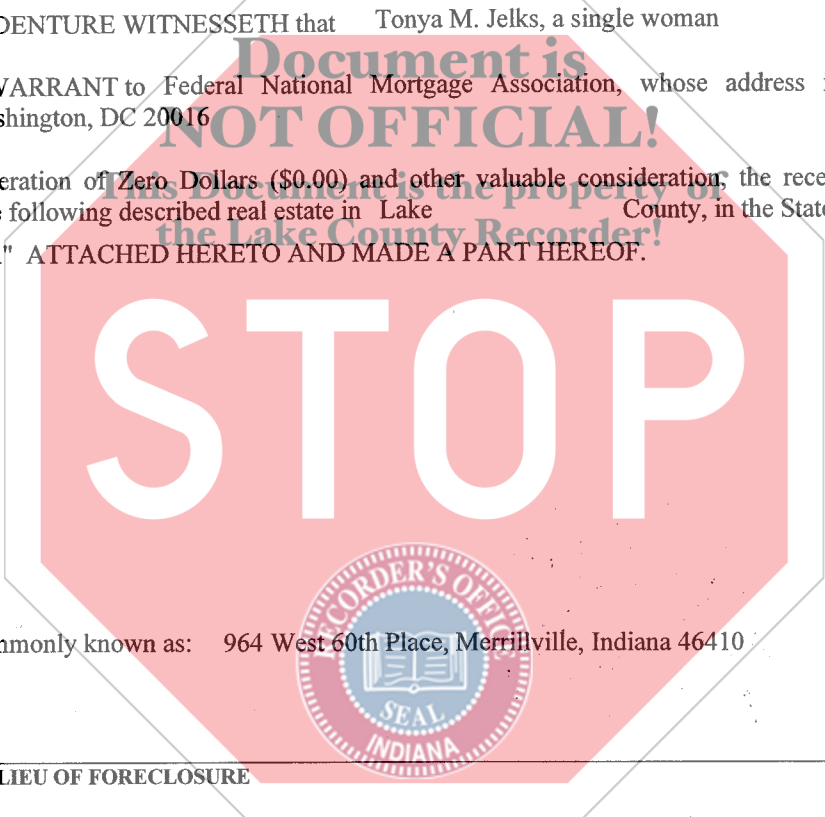 DENTURE WITNESSETH that Tonya M. Jelks, a single woman
Document is
WARRANT to Federal National Mortgage Association, whose address
shington, DC 20016
NOT OFFICIAL!
eration of Zero Dollars ($0.00) and other valuable consideration, the rece
This Document is the property of
following described real estate in Lake County, in the State
the Lake County Recorder!
" ATTACHED HERETO AND MADE A PART HEREOF.
STOP
RECORDER'S OFFICE
mmonly known as: 964 West 60th Place, Merrillville, Indiana 46410
SEAL
INDIANA
LIEU OF FORECLOSURE